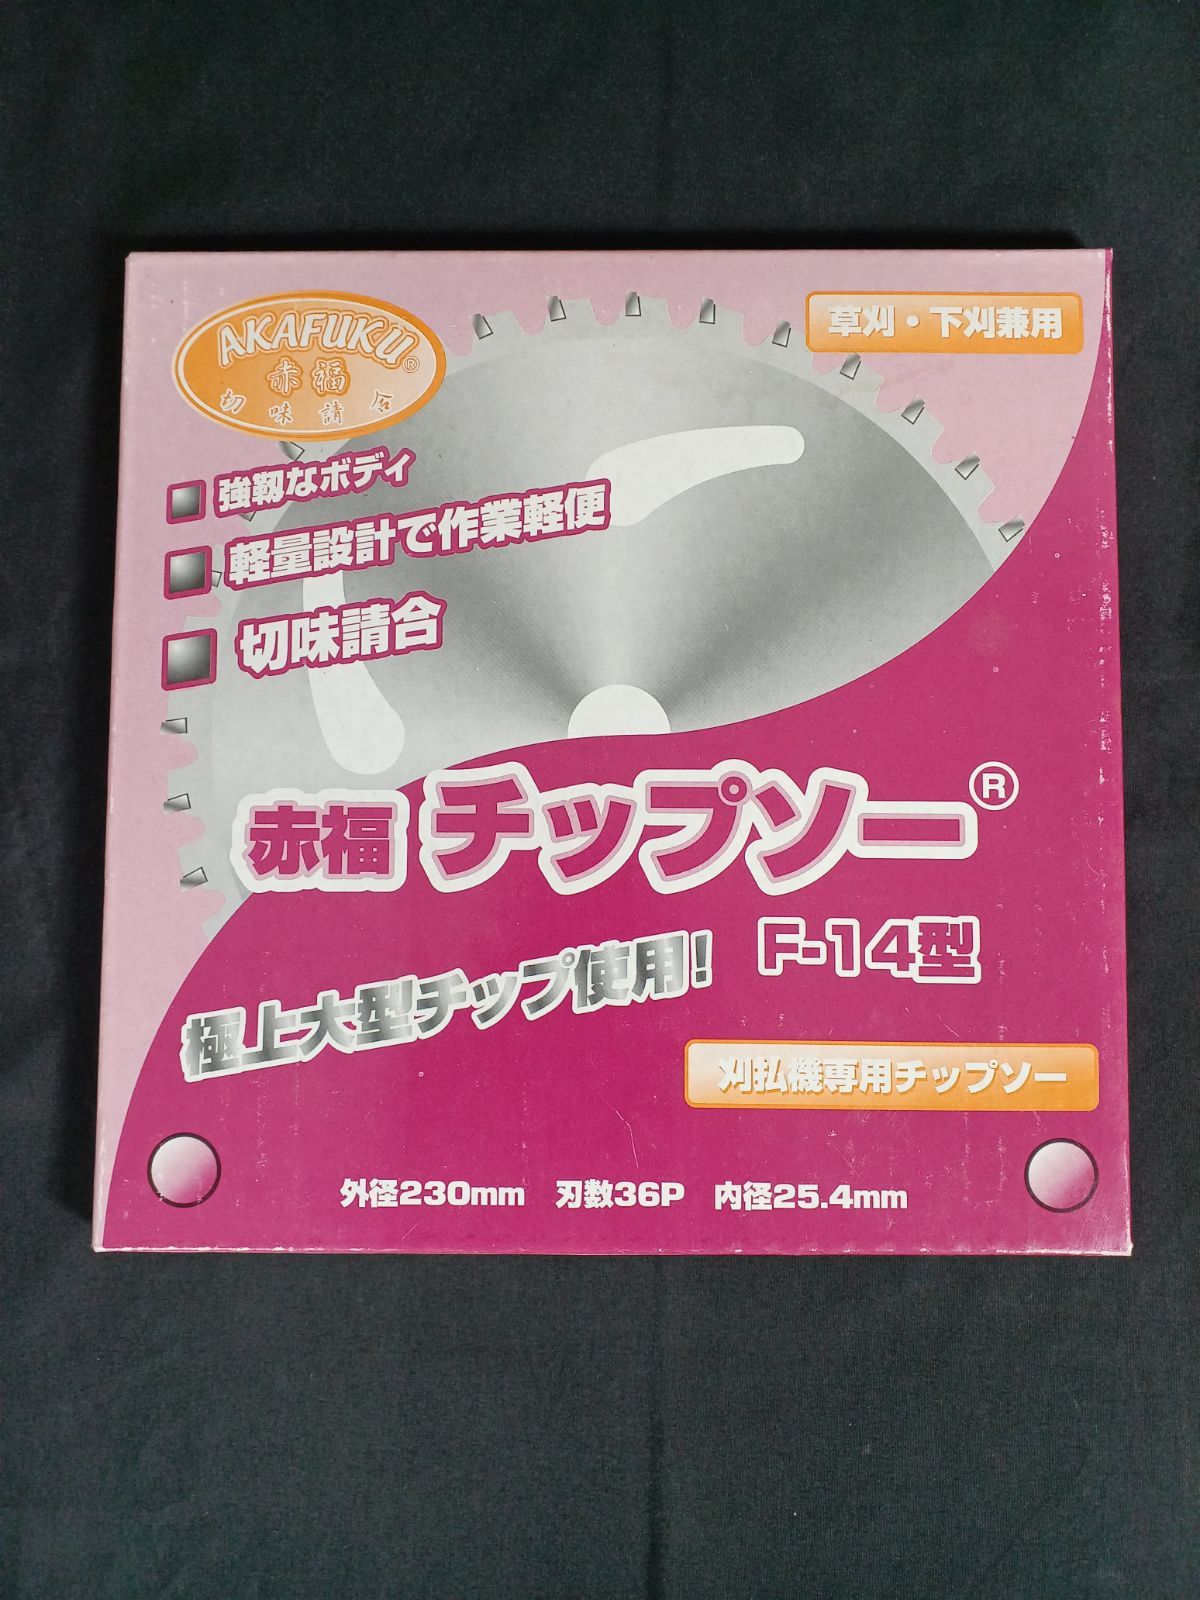 AKAFUKU®
赤福
切味請合
草刈・下刈兼用
強靱なボディ
軽量設計で作業軽便
切味請合
赤福 チップソー®
F-14型
極上大型チップ使用!
刈払機専用チップソー
外径230mm 刃数36P 内径25.4mm